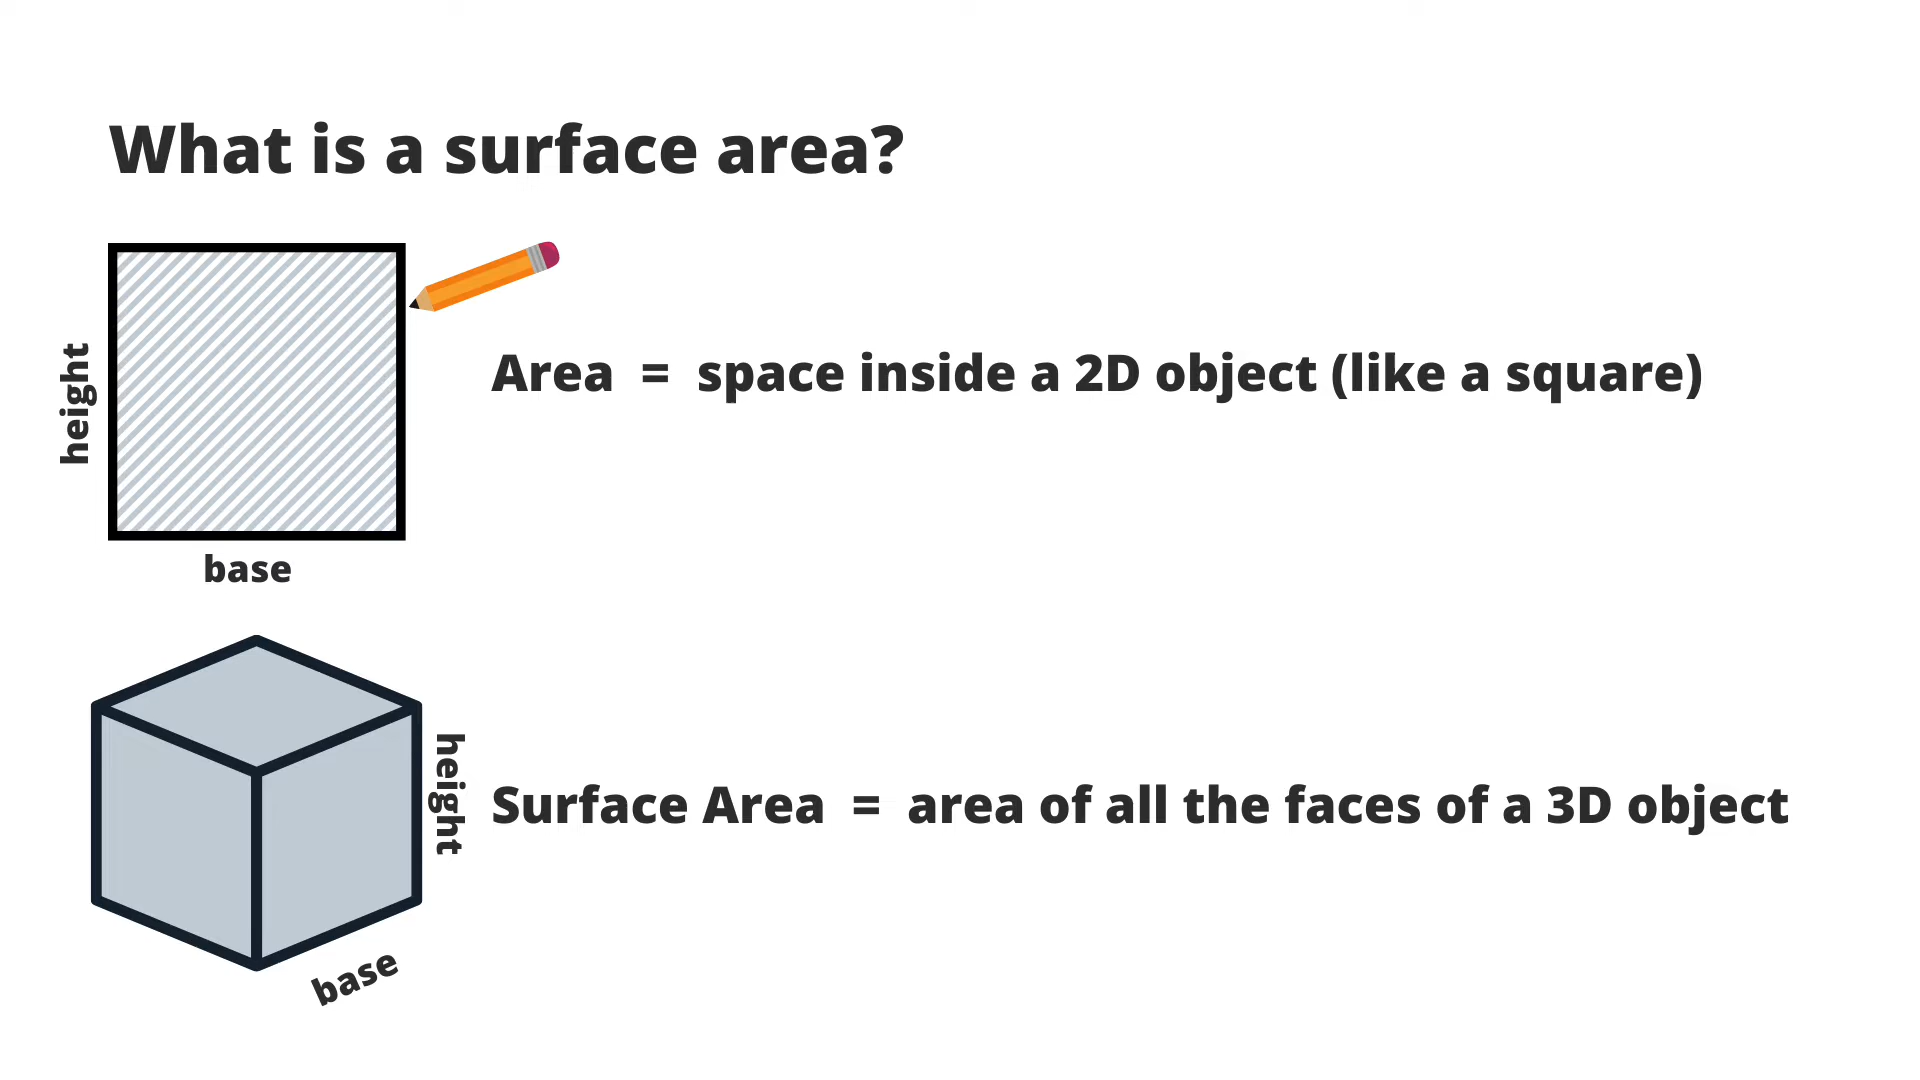 What is a surface area?
height
Area = space inside a 2D object (like a square)
base
height
Surface Area = area of all the faces of a 3D object
base